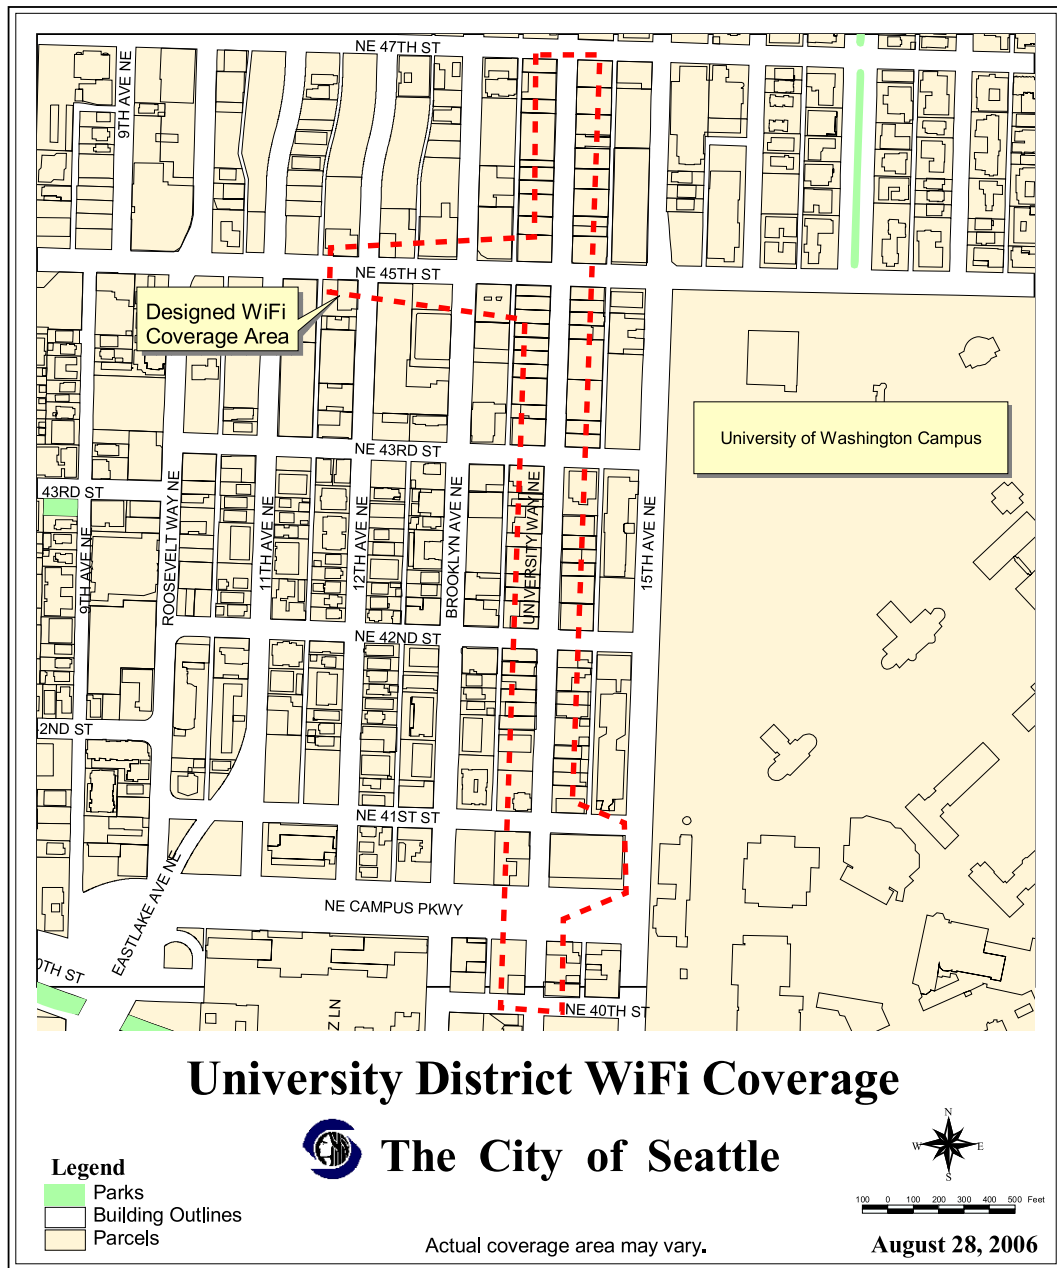 NE 47TH ST
9TH AVE NE
NE 45TH ST
Designed WiFi
Coverage Area
University of Washington Campus
NE 43RD ST
43RD ST
ROOSEVELT WAY NE
11TH AVE NE
12TH AVE NE
BROOKLYN AVE NE
UNIVERSITY WAY NE
15TH AVE NE
9TH AVE NE
NE 42ND ST
2ND ST
NE 41ST ST
EASTLAKE AVE NE
NE CAMPUS PKWY
0TH ST
Z LN
NE 40TH ST
University District WiFi Coverage
The City of Seattle
N
W E
S
Legend
Parks
Building Outlines
Parcels
100 0 100 200 300 400 500 Feet
Actual coverage area may vary.
August 28, 2006